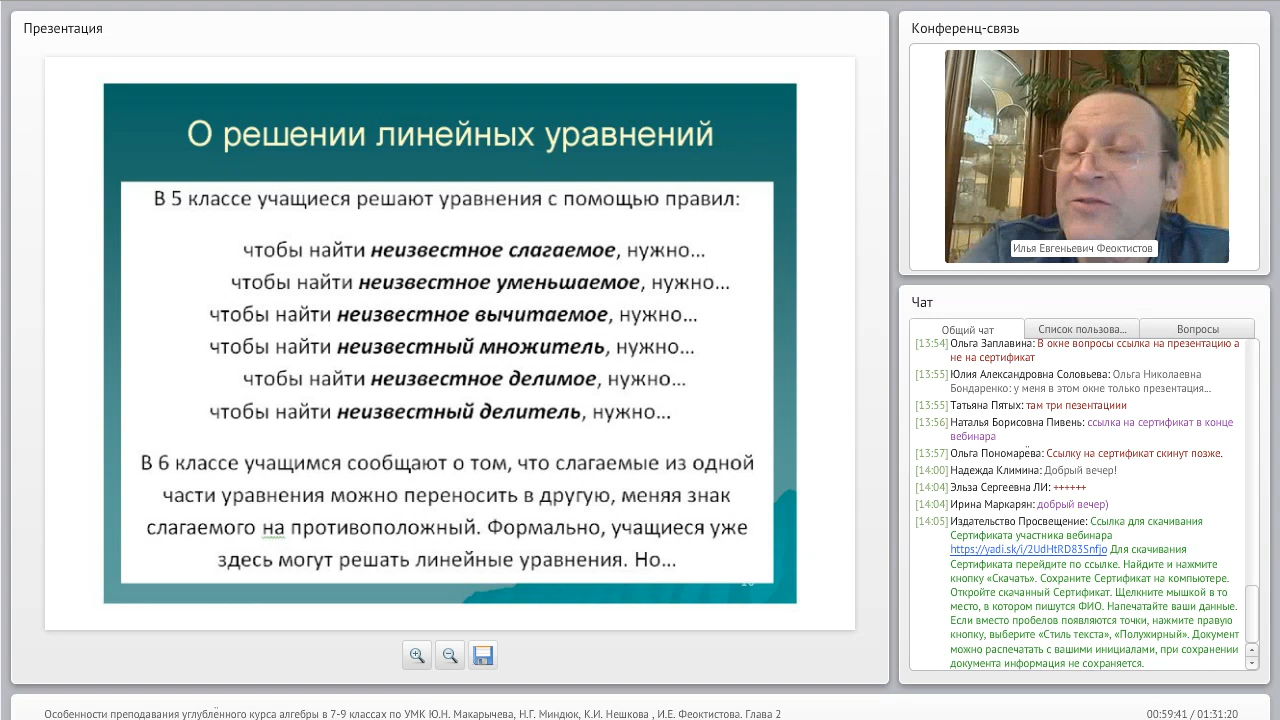 Презентация
О решении линейных уравнений
В 5 классе учащиеся решают уравнения с помощью правил:
чтобы найти неизвестное слагаемое, нужно...
чтобы найти неизвестное уменьшаемое, нужно...
чтобы найти неизвестное вычитаемое, нужно...
чтобы найти неизвестный множитель, нужно...
чтобы найти неизвестное делимое, нужно...
чтобы найти неизвестный делитель, нужно...
В 6 классе учащимся сообщают о том, что слагаемые из одной
части уравнения можно переносить в другую, меняя знак
слагаемого на противоположный. Формально, учащиеся уже
здесь могут решать линейные уравнения. Но...
Конференц-связь
Илья Евгеньевич Феоктистов
Чат
Общий чат
Список пользова...
Вопросы
[13:54] Ольга Заплавина: В окне вопросы ссылка на презентацию а
не на сертификат
[13:55] Юлия Александровна Соловьева: Ольга Николаевна
Бондаренко: у меня в этом окне только презентация...
[13:55] Татьяна Пятых: там три пезентациии
[13:56] Наталья Борисовна Пивень: ссылка на сертификат в конце
вебинара
[13:57] Ольга Пономарёва: Ссылку на сертификат скинут позже.
[14:00] Надежда Климина: Добрый вечер!
[14:04] Эльза Сергеевна ЛИ: ++++++
[14:04] Ирина Маркарян: добрый вечер)
[14:05] Издательство Просвещение: Ссылка для скачивания
Сертификата участника вебинара
https://yadi.sk/i/2UdHtRD83Snfjo Для скачивания
Сертификата перейдите по ссылке. Найдите и нажмите
кнопку «Скачать». Сохраните Сертификат на компьютере.
Откройте скачанный Сертификат. Щелкните мышкой в то
место, в котором пишутся ФИО. Напечатайте ваши данные.
Если вместо пробелов появляются точки, нажмите правую
кнопку, выберите «Стиль текста», «Полужирный». Документ
можно распечатать с вашими инициалами, при сохранении
документа информация не сохраняется.
Особенности преподавания углублённого курса алгебры в 7-9 классах по УМК Ю.Н. Макарычева, Н.Г. Миндюк, К.И. Нешкова , И.Е. Феоктистова. Глава 2
00:59:41 / 01:31:20